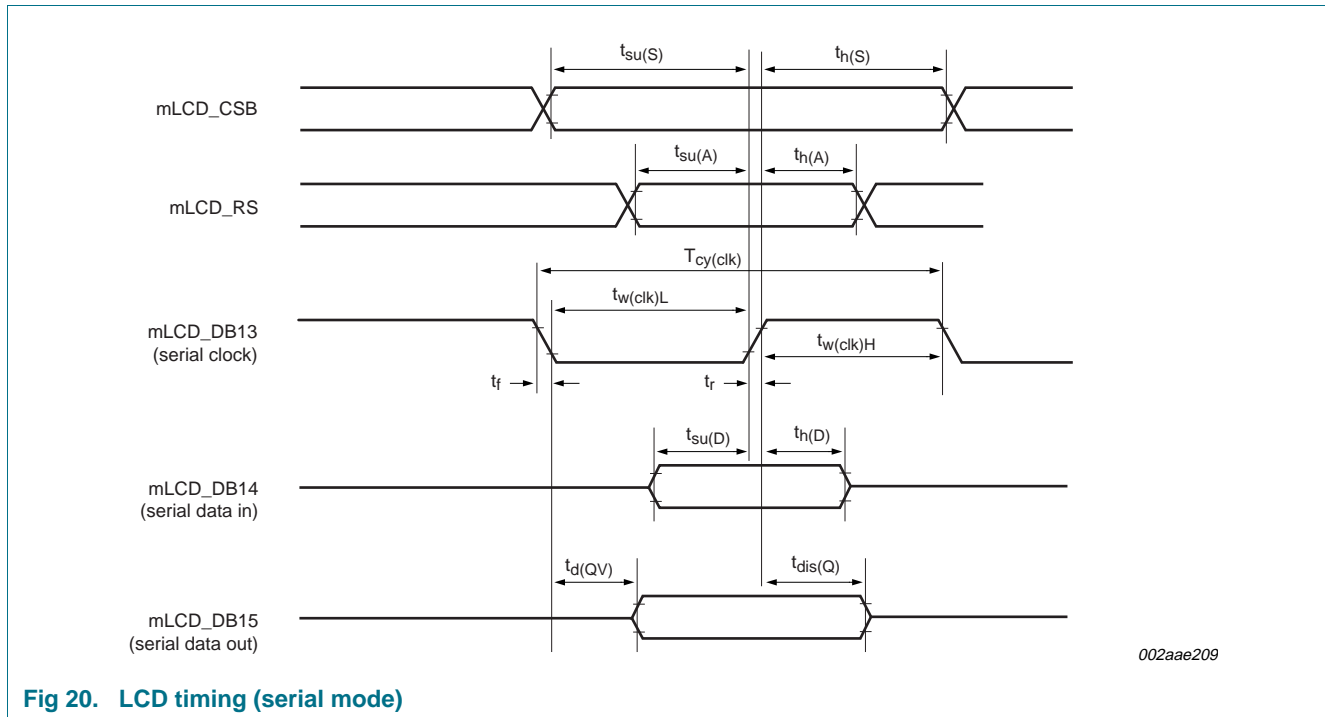 tsu(S)
th(S)
mLCD_CSB
tsu(A)
th(A)
mLCD_RS
Tcy(clk)
tw(clk)L
mLCD_DB13
(serial clock)
tw(clk)H
tf
tr
tsu(D)
th(D)
mLCD_DB14
(serial data in)
td(QV)
tdis(Q)
mLCD_DB15
(serial data out)
002aae209
Fig 20. LCD timing (serial mode)